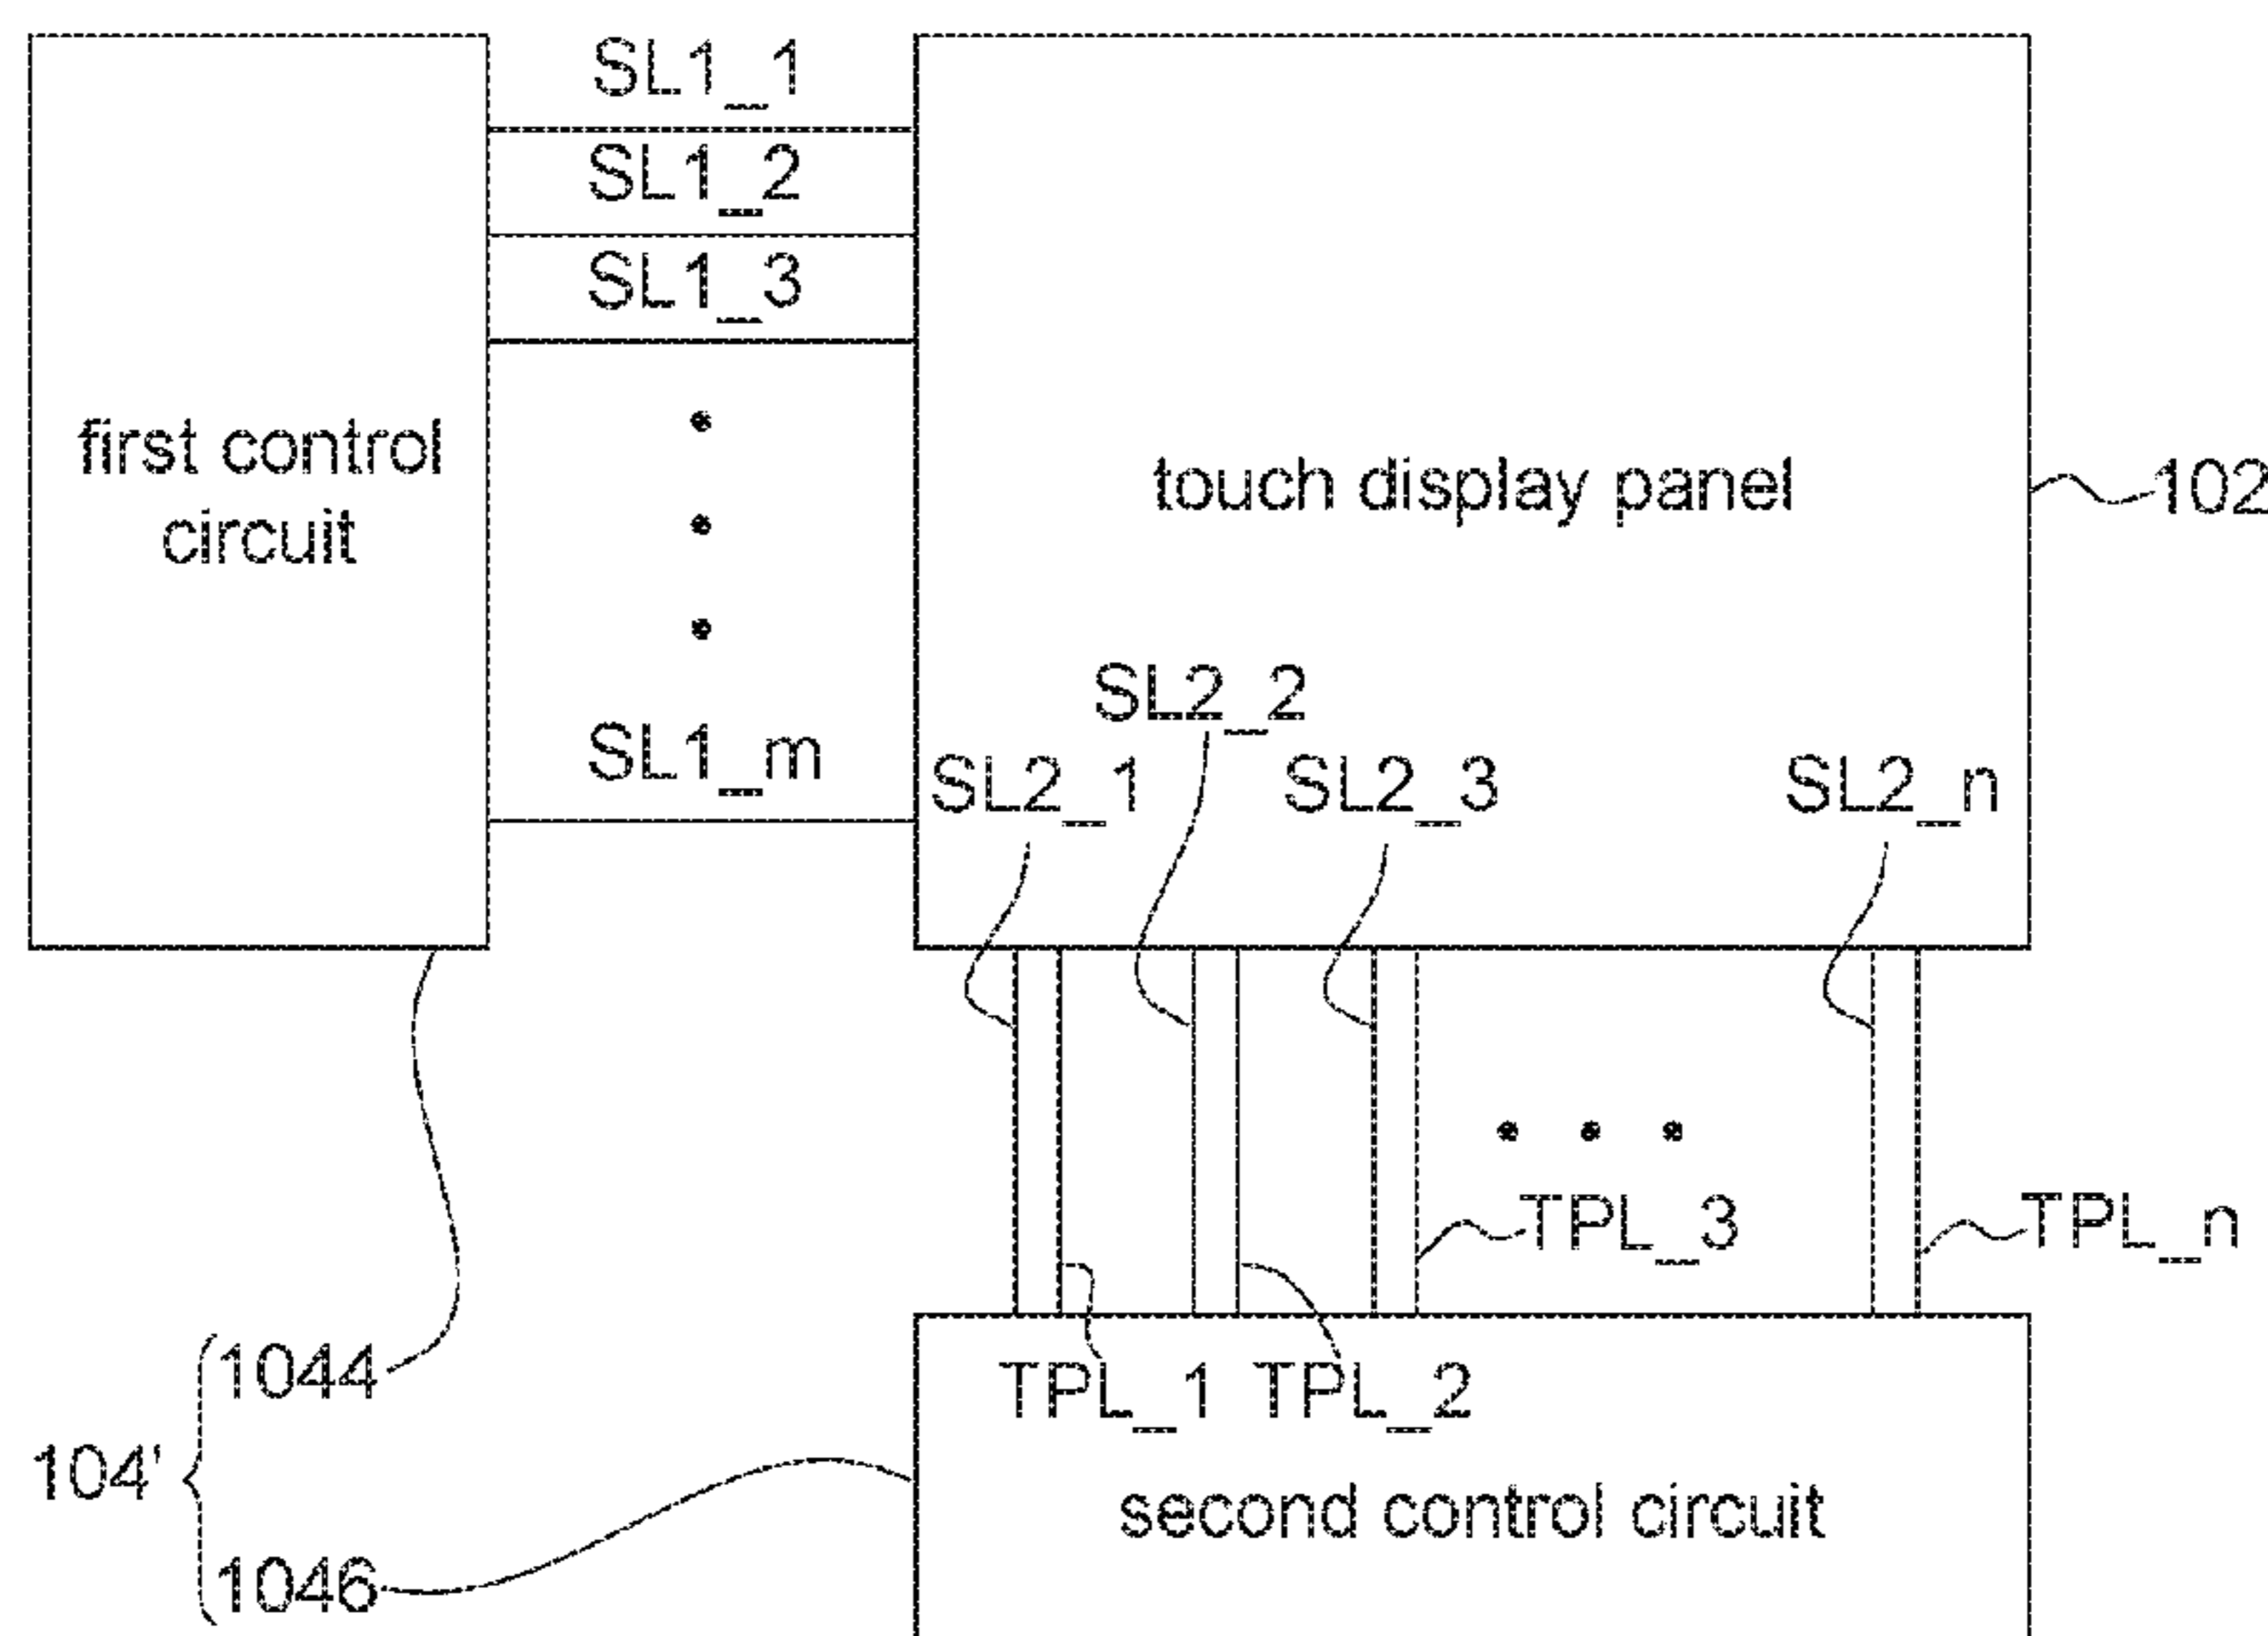 SL1_1
SL1_2
SL1_3
first control
circuit
touch display panel
102
SL1_m
SL2_1
SL2_2
SL2_3
SL2_n
TPL_3
TPL_n
TPL_1
TPL_2
104'
1044
1046
second control circuit